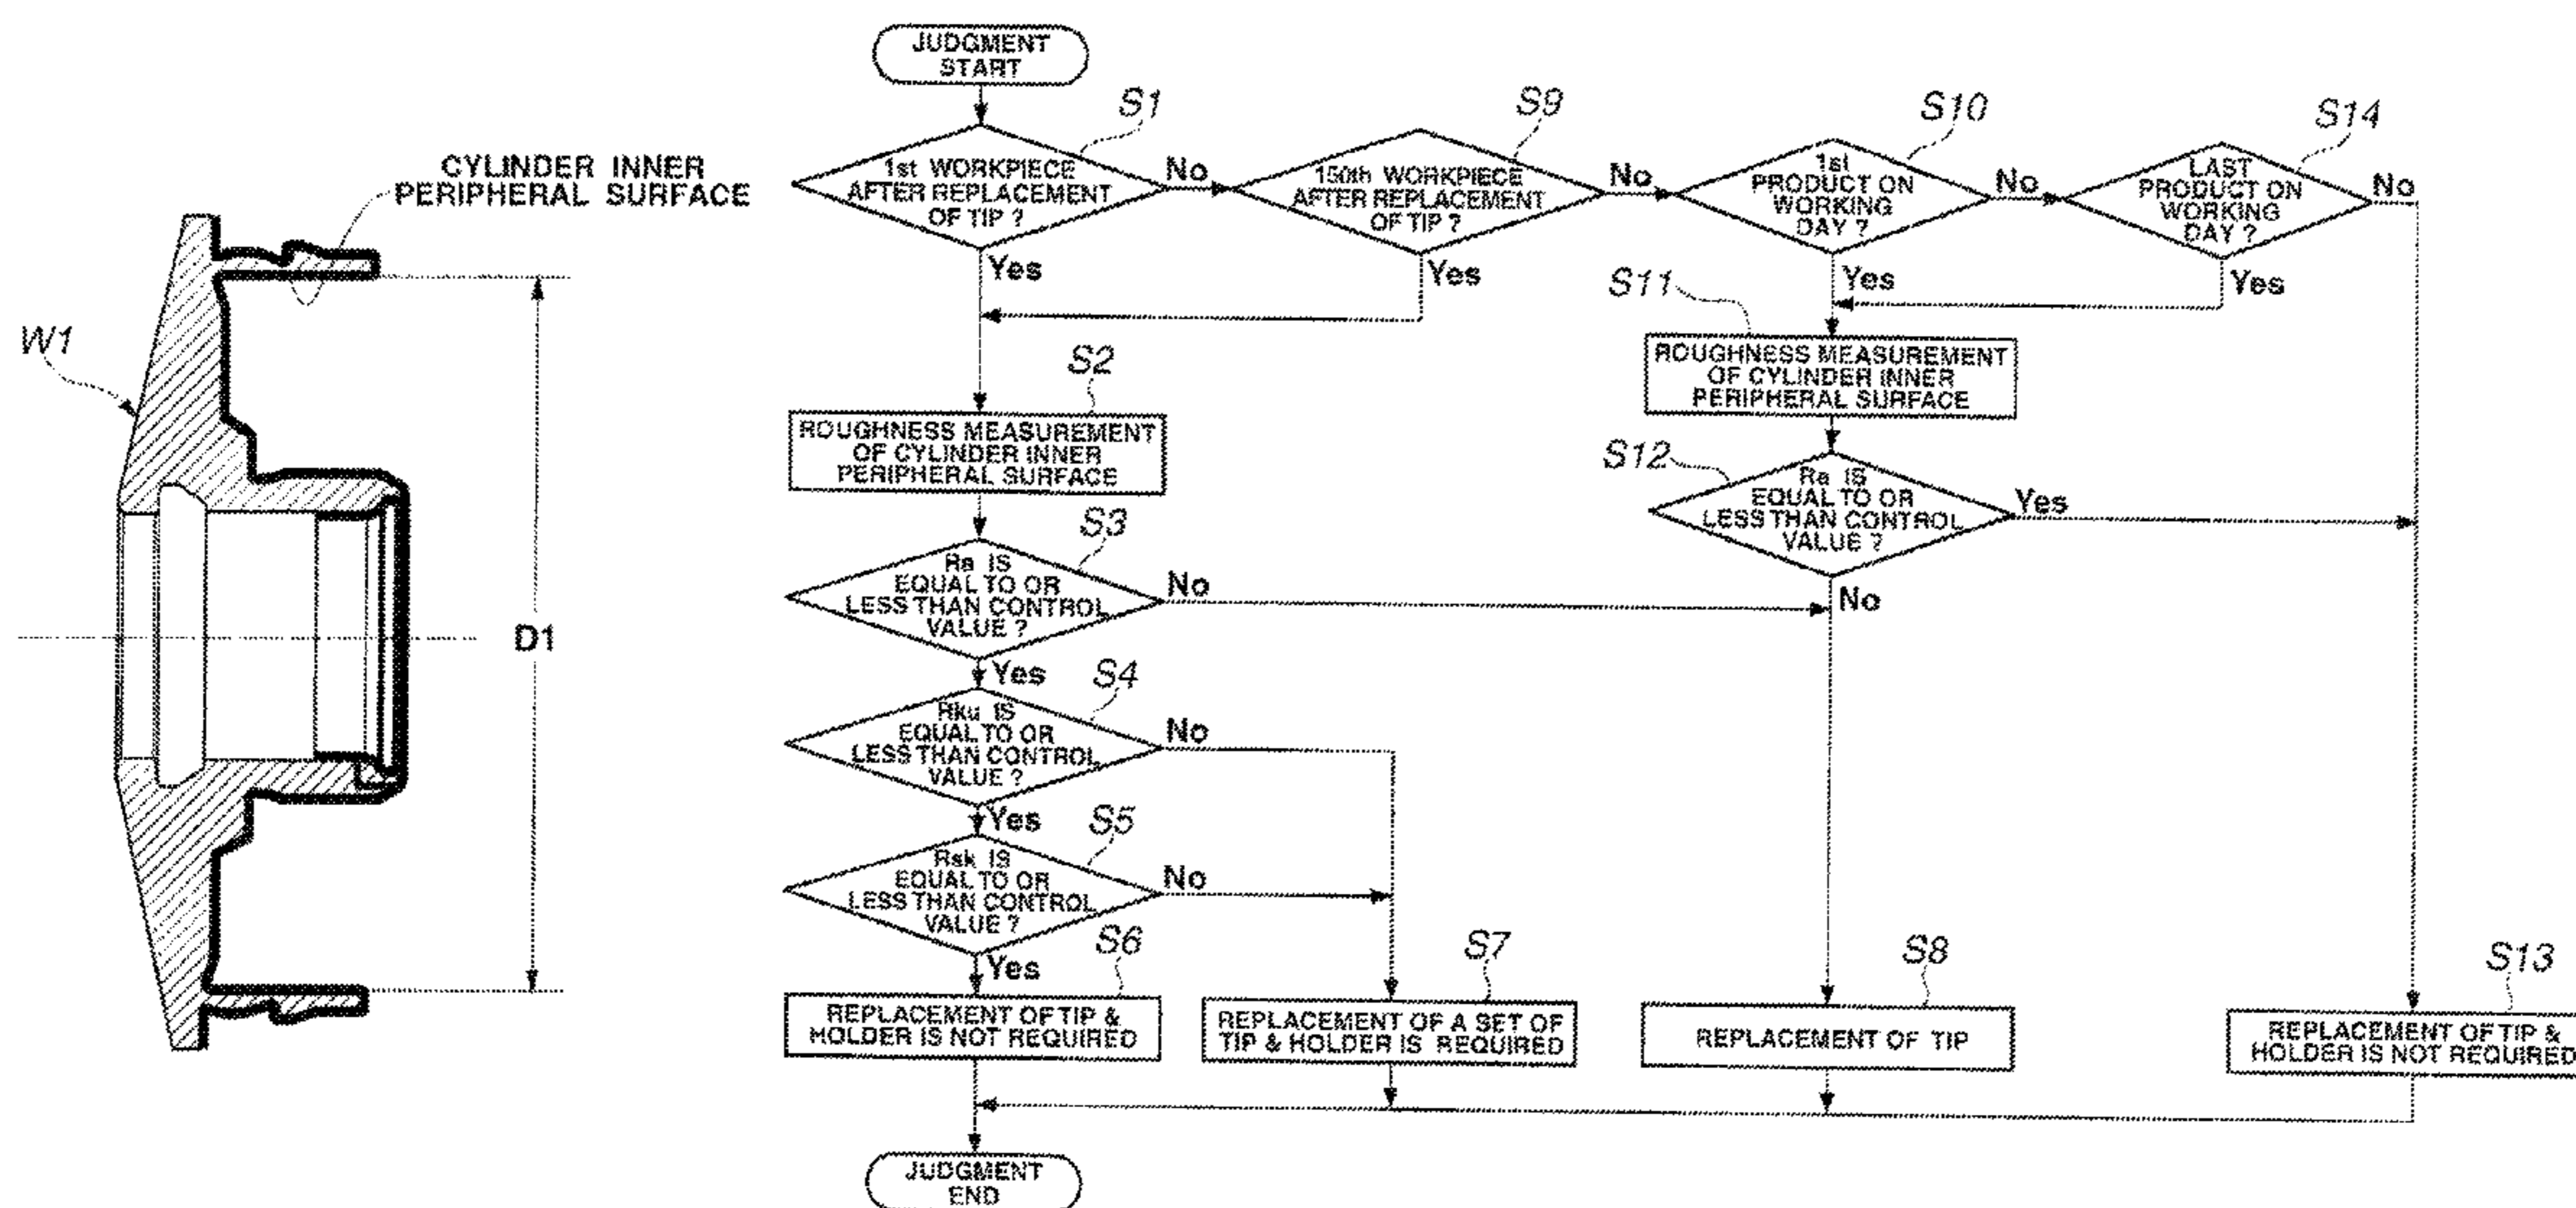 CYLINDER INNER
PERIPHERAL SURFACE
W1
D1
JUDGMENT
START
S1
1st WORKPIECE
AFTER REPLACEMENT
OF TIP ?
No
Yes
S9
150th WORKPIECE
AFTER REPLACEMENT
OF TIP ?
No
Yes
S10
1st
PRODUCT ON
WORKING
DAY ?
No
Yes
S14
LAST
PRODUCT ON
WORKING
DAY ?
No
Yes
S2
ROUGHNESS MEASUREMENT
OF CYLINDER INNER
PERIPHERAL SURFACE
S11
ROUGHNESS MEASUREMENT
OF CYLINDER INNER
PERIPHERAL SURFACE
S12
Ra IS
EQUAL TO OR
LESS THAN CONTROL
VALUE ?
Yes
No
S3
Ra IS
EQUAL TO OR
LESS THAN CONTROL
VALUE ?
No
Yes
S4
Rku IS
EQUAL TO OR
LESS THAN CONTROL
VALUE ?
No
Yes
S5
Rsk IS
EQUAL TO OR
LESS THAN CONTROL
VALUE ?
No
Yes
S6
REPLACEMENT OF TIP &
HOLDER IS NOT REQUIRED
S7
REPLACEMENT OF A SET OF
TIP & HOLDER IS REQUIRED
S8
REPLACEMENT OF TIP
S13
REPLACEMENT OF TIP &
HOLDER IS NOT REQUIRED
JUDGMENT
END